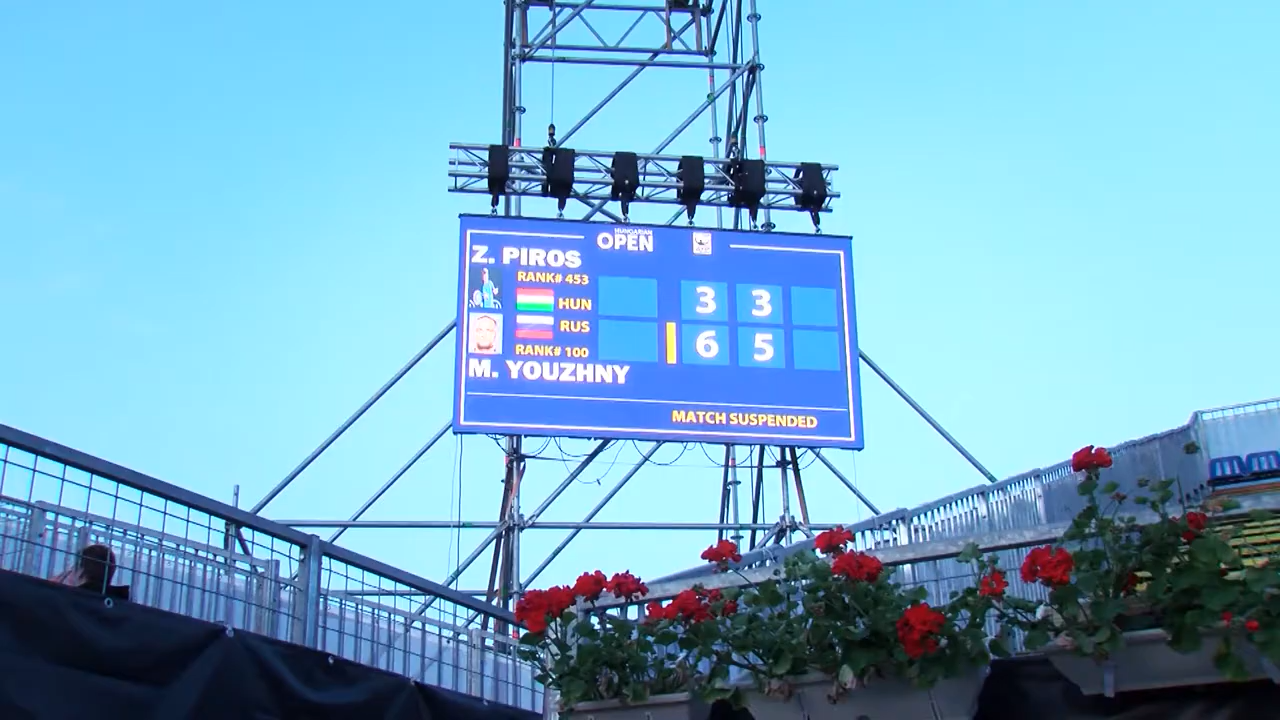 HUNGARIAN
OPEN
Z. PIROS
RANK# 453
HUN
3 3
RUS
6 5
RANK# 100
M. YOUZHNY
MATCH SUSPENDED